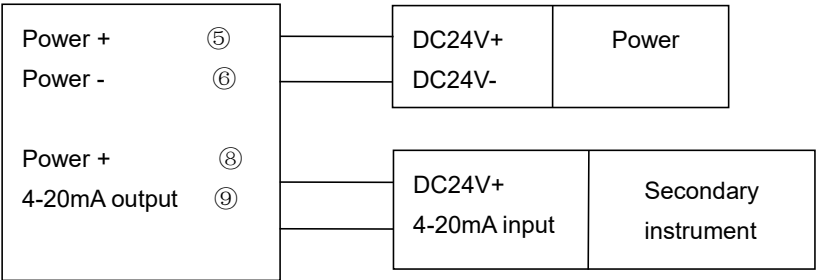 Power + ⑤ DC24V+ Power
Power - ⑥ DC24V-
Power + ⑧
DC24V+
4-20mA output ⑨
Secondary
4-20mA input
instrument